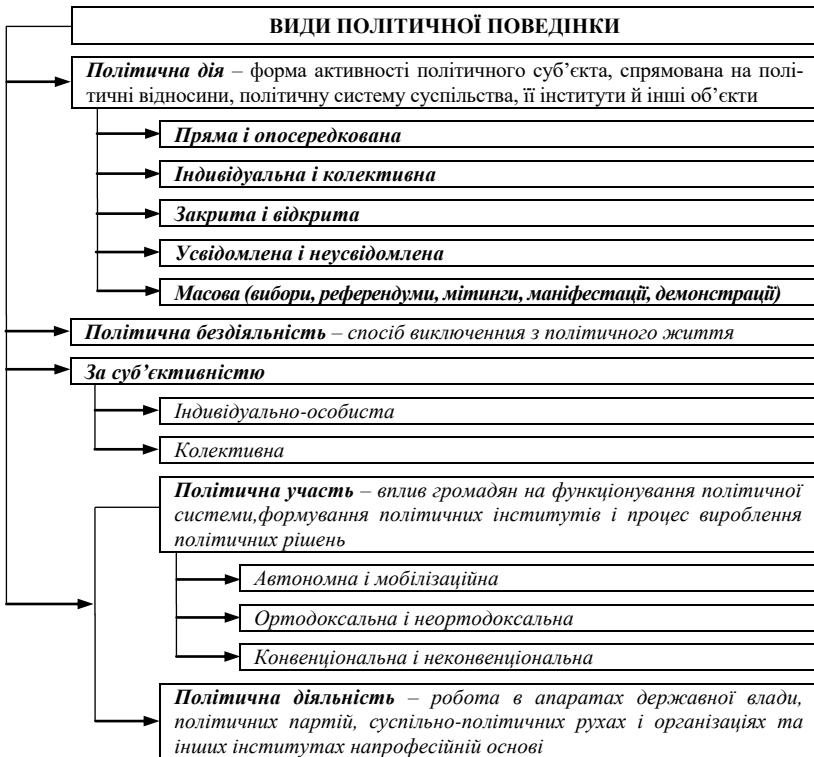 ВИДИ ПОЛІТИЧНОЇ ПОВЕДІНКИ
Політична дія – форма активності політичного суб’єкта, спрямована на полі-
тичні відносини, політичну систему суспільства, її інститути й інші об’єкти
Пряма і опосередкована
Індивідуальна і колективна
Закрита і відкрита
Усвідомлена і неусвідомлена
Масова (вибори, референдуми, мітинги, маніфестації, демонстрації)
Політична бездіяльність – спосіб виключенння з політичного життя
За суб’єктивністю
Індивідуально-особиста
Колективна
Політична участь – вплив громадян на функціонування політичної
системи,формування політичних інститутів і процес вироблення
політичних рішень
Автономна і мобілізаційна
Ортодоксальна і неортодоксальна
Конвенціональна і неконвенціональна
Політична діяльність – робота в апаратах державної влади,
політичних партій, суспільно-політичних рухах і організаціях та
інших інститутах напрофесійній основі